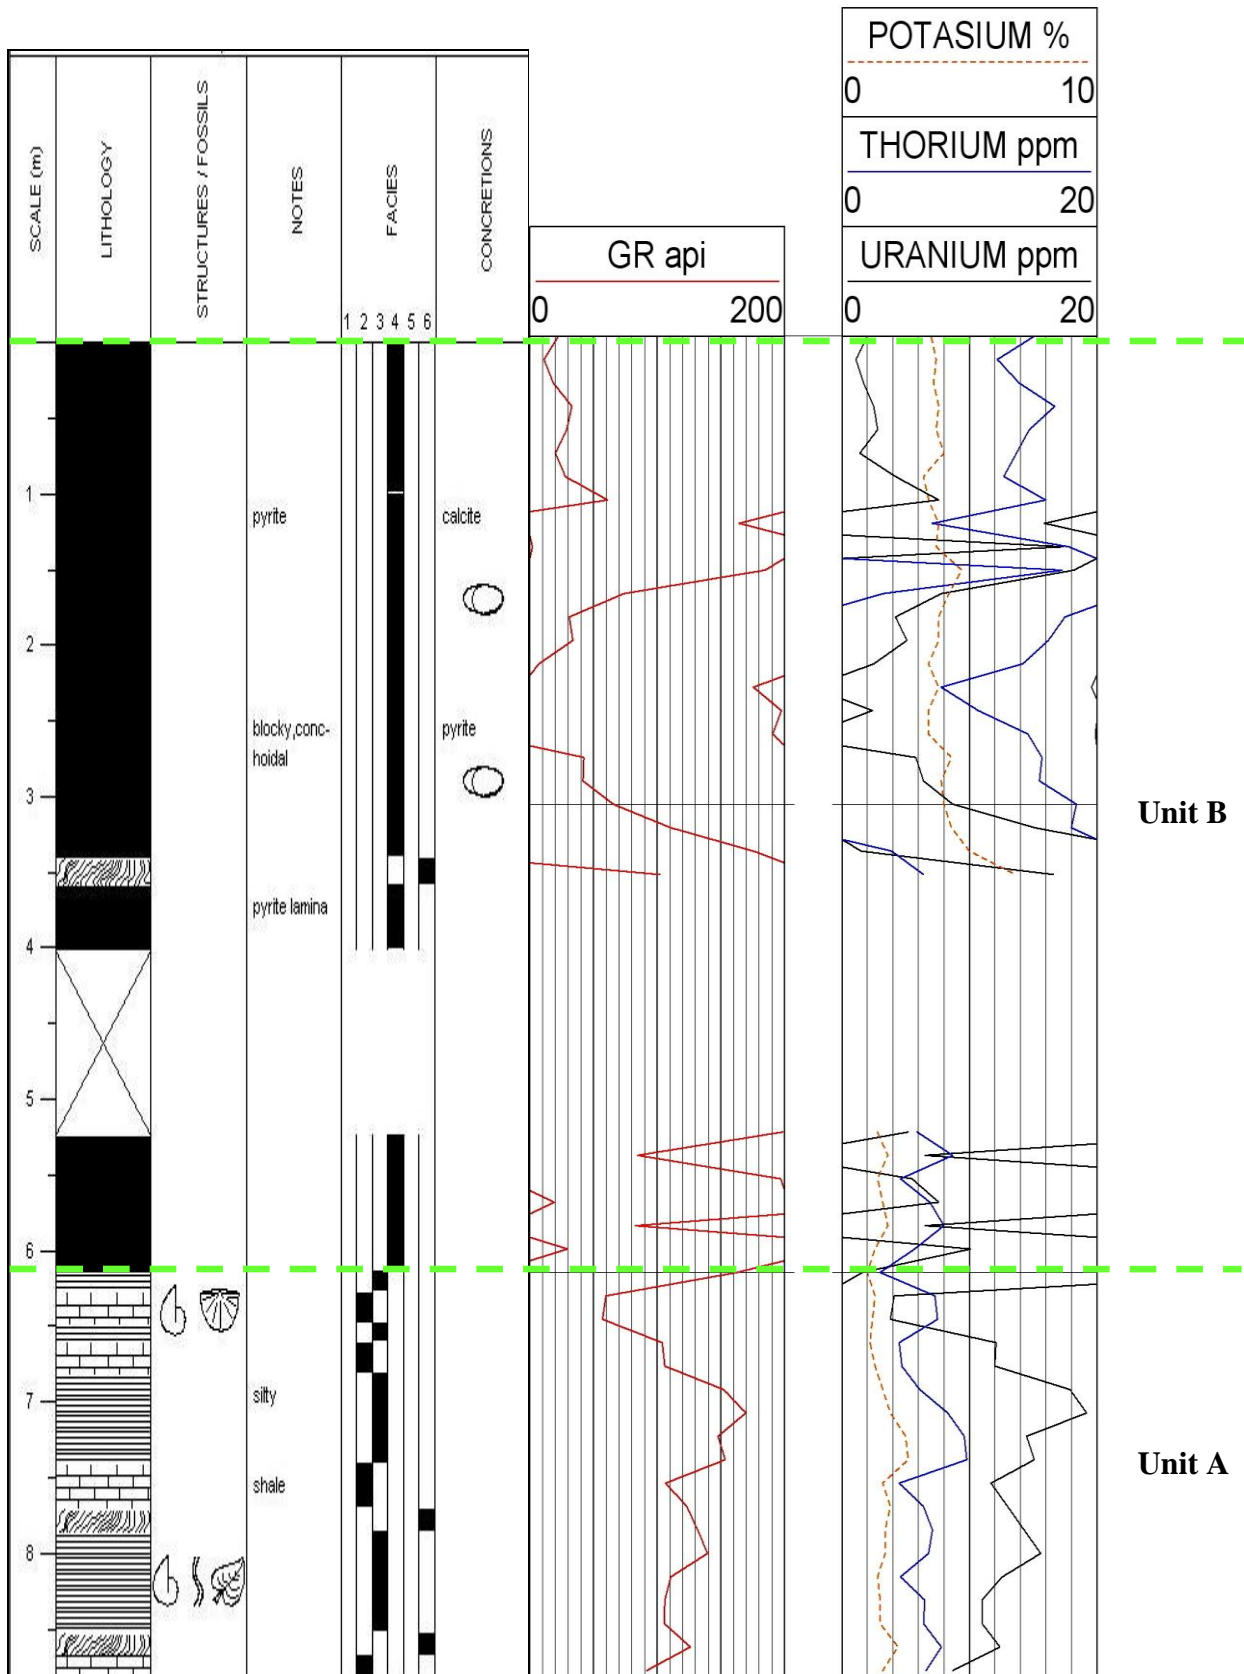 POTASIUM %
0 10
THORIUM ppm
0 20
URANIUM ppm
0 20
GR api
0 200
SCALE (m)
LITHOLOGY
STRUCTURES / FOSSILS
NOTES
FACIES
CONCRETIONS
1 2 3 4 5 6
1
pyrite
calcite
2
blocky,conc-
hoidal
pyrite
3
Unit B
pyrite lamina
4
5
6
7
silty
Unit A
shale
8